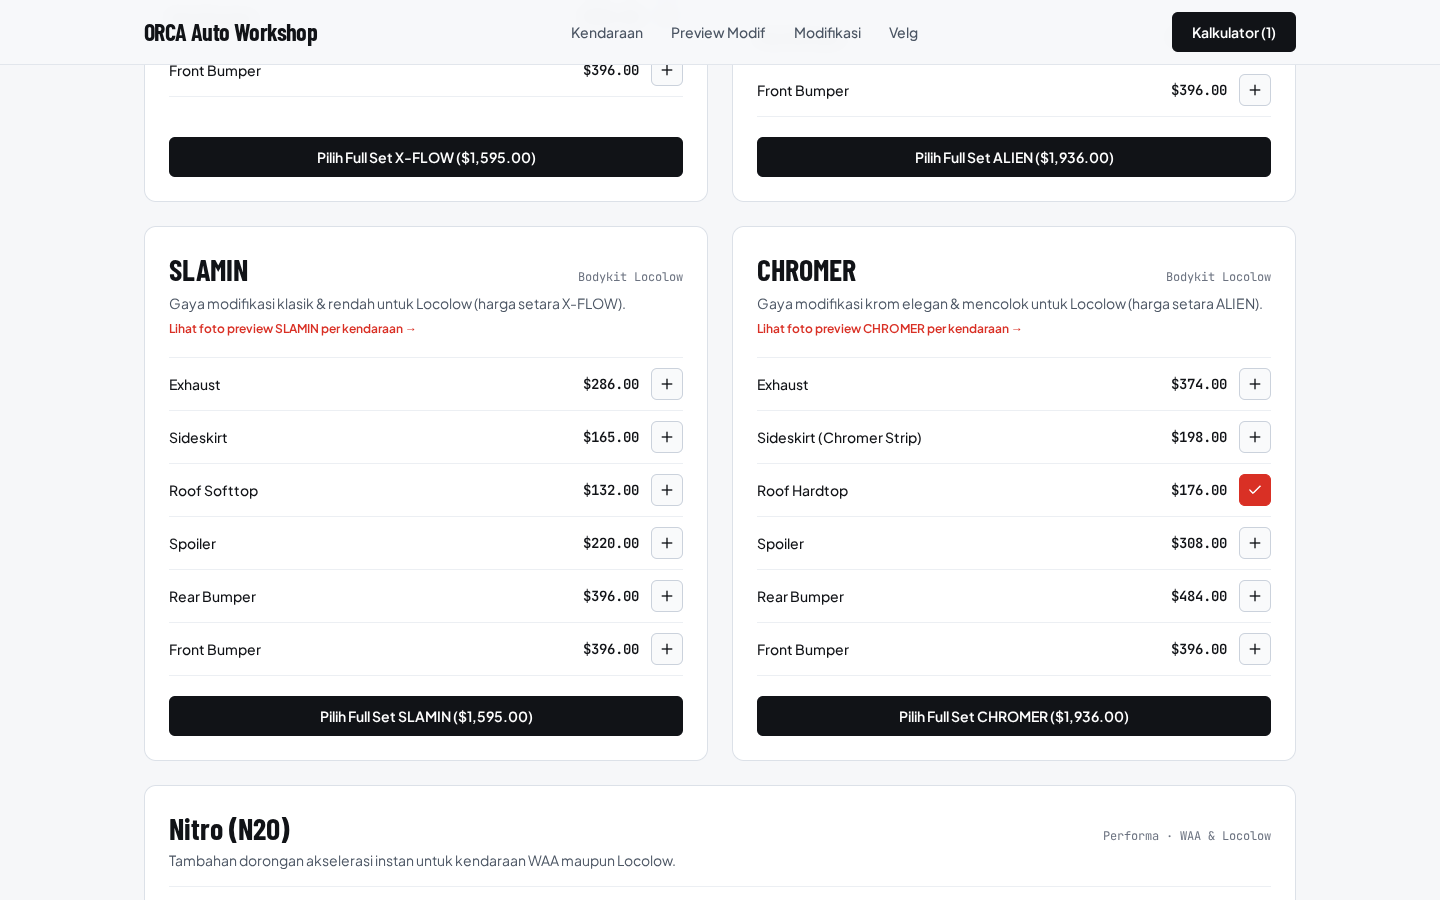 ORCA Auto Workshop
Kendaraan
Preview Modif
Modifikasi
Velg
Kalkulator (1)
Front Bumper
$396.00
+
Pilih Full Set X-FLOW ($1,595.00)
Front Bumper
$396.00
+
Pilih Full Set ALIEN ($1,936.00)
SLAMIN
Bodykit Locolow
Gaya modifikasi klasik & rendah untuk Locolow (harga setara X-FLOW).
Lihat foto preview SLAMIN per kendaraan →
Exhaust
$286.00
+
Sideskirt
$165.00
+
Roof Softtop
$132.00
+
Spoiler
$220.00
+
Rear Bumper
$396.00
+
Front Bumper
$396.00
+
Pilih Full Set SLAMIN ($1,595.00)
CHROMER
Bodykit Locolow
Gaya modifikasi krom elegan & mencolok untuk Locolow (harga setara ALIEN).
Lihat foto preview CHROMER per kendaraan →
Exhaust
$374.00
+
Sideskirt (Chromer Strip)
$198.00
+
Roof Hardtop
$176.00
✓
Spoiler
$308.00
+
Rear Bumper
$484.00
+
Front Bumper
$396.00
+
Pilih Full Set CHROMER ($1,936.00)
Nitro (N20)
Performa · WAA & Locolow
Tambahan dorongan akselerasi instan untuk kendaraan WAA maupun Locolow.